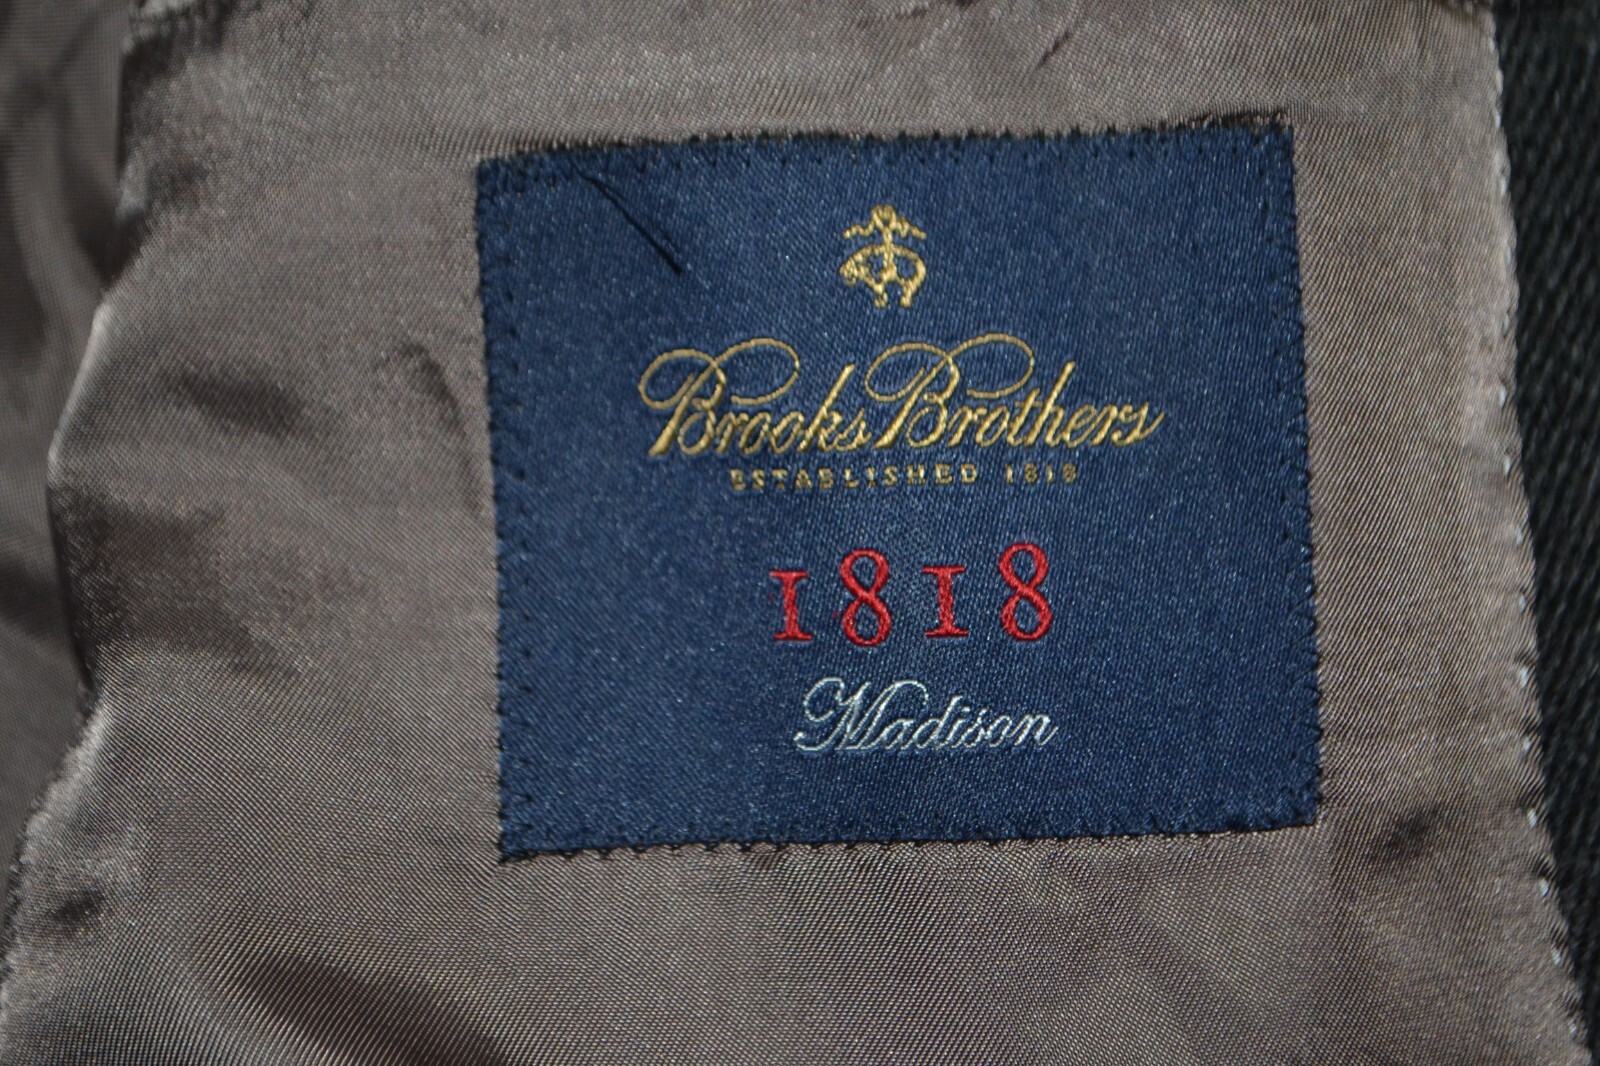 Brooks Brothers
ESTABLISHED 1818
1818
Madison